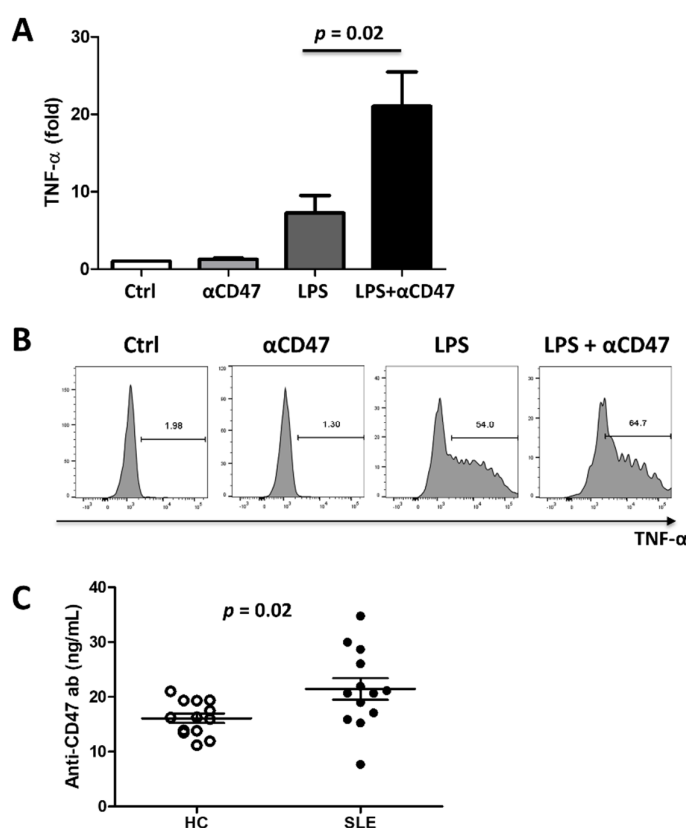 A
p = 0.02
30
20
10
0
TNF-α (fold)
Ctrl αCD47 LPS LPS+αCD47
B
Ctrl αCD47 LPS LPS + αCD47
1.98 1.30 54.0 64.7
TNF-α
C
p = 0.02
40
30
20
10
0
Anti-CD47 ab (ng/mL)
HC SLE